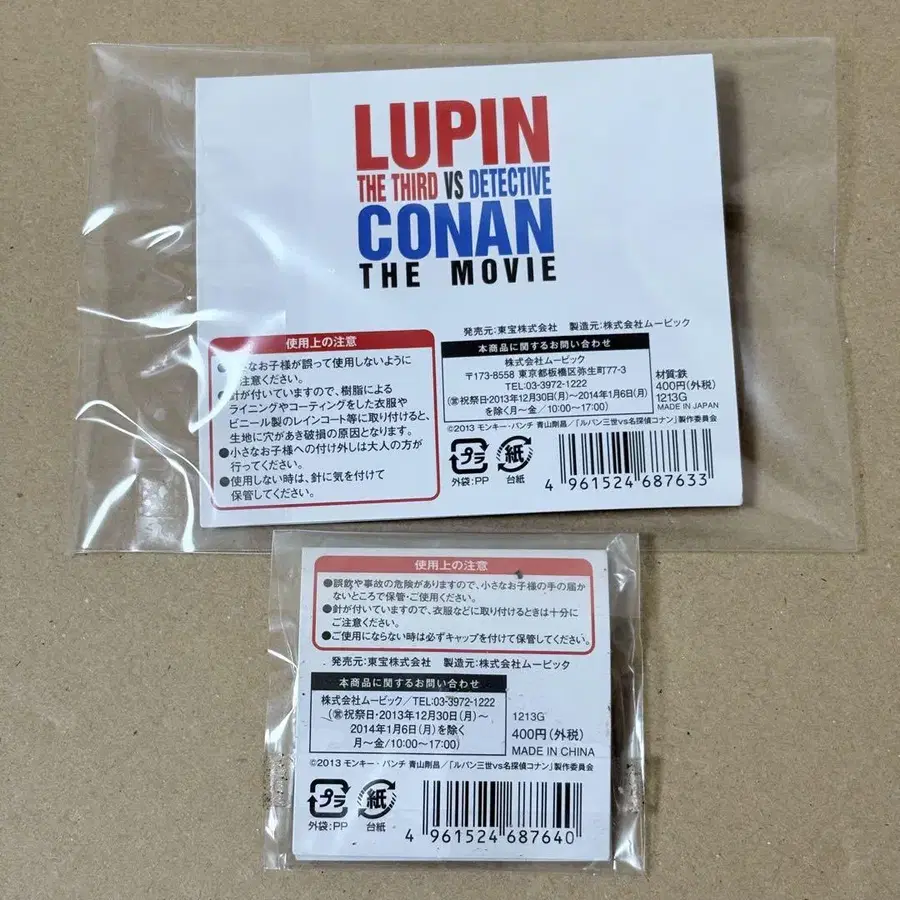 LUPIN
THE THIRD VS DETECTIVE
CONAN
THE MOVIE
発売元:東宝株式会社 製造元:株式会社ムービック
使用上の注意
小さなお子様が誤って使用しないように
ご注意ください。
●針が付いていますので、樹脂による
ライニングやコーティングをした衣服や
ビニール製のレインコート等に取り付けると、
生地に穴があき破損の原因となります。
●小さなお子様への付け外しは大人の方が
行ってください。
●使用しない時は、針に気を付けて
保管してください。
本商品に関するお問い合わせ
株式会社ムービック
〒173-8558 東京都板橋区弥生町77-3
TEL:03-3972-1222
(㊡祝祭日・2013年12月30日(月)~2014年1月6日(月)
を除く月~金/10:00~17:00)
材質:鉄
400円(外税)
1213G
MADE IN JAPAN
©2013 モンキー・パンチ 青山剛昌/「ルパン三世vs名探偵コナン」製作委員会
プラ
外袋:PP
紙
台紙
4 961524 687633
使用上の注意
●誤飲や事故の危険がありますので、小さなお子様の手の届か
ないところで保管・ご使用ください。
●針が付いていますので、衣服などに取り付けるときは十分に
ご注意ください。
●ご使用にならない時は必ずキャップを付けて保管してください。
発売元:東宝株式会社 製造元:株式会社ムービック
本商品に関するお問い合わせ
株式会社ムービック/TEL:03-3972-1222
(㊡祝祭日・2013年12月30日(月)~
2014年1月6日(月)を除く
月~金/10:00~17:00)
1213G
400円(外税)
MADE IN CHINA
©2013 モンキー・パンチ 青山剛昌/「ルパン三世vs名探偵コナン」製作委員会
プラ
外袋:PP
紙
台紙
4 961524 687640